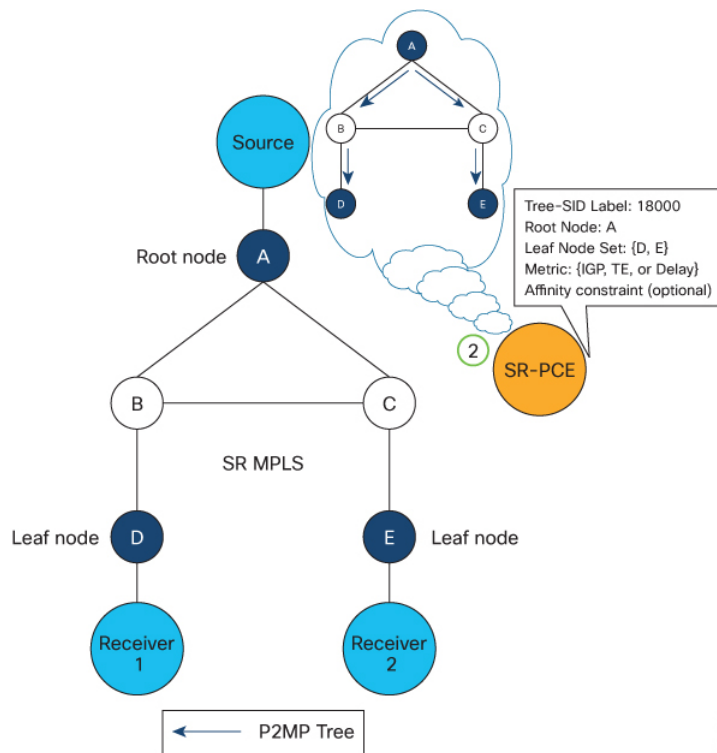 A
B
C
D
E
Source
Tree-SID Label: 18000
Root Node: A
Leaf Node Set: {D, E}
Metric: {IGP, TE, or Delay}
Affinity constraint (optional)
Root node
A
2
SR-PCE
B
C
SR MPLS
Leaf node
D
E
Leaf node
Receiver
1
Receiver
2
P2MP Tree